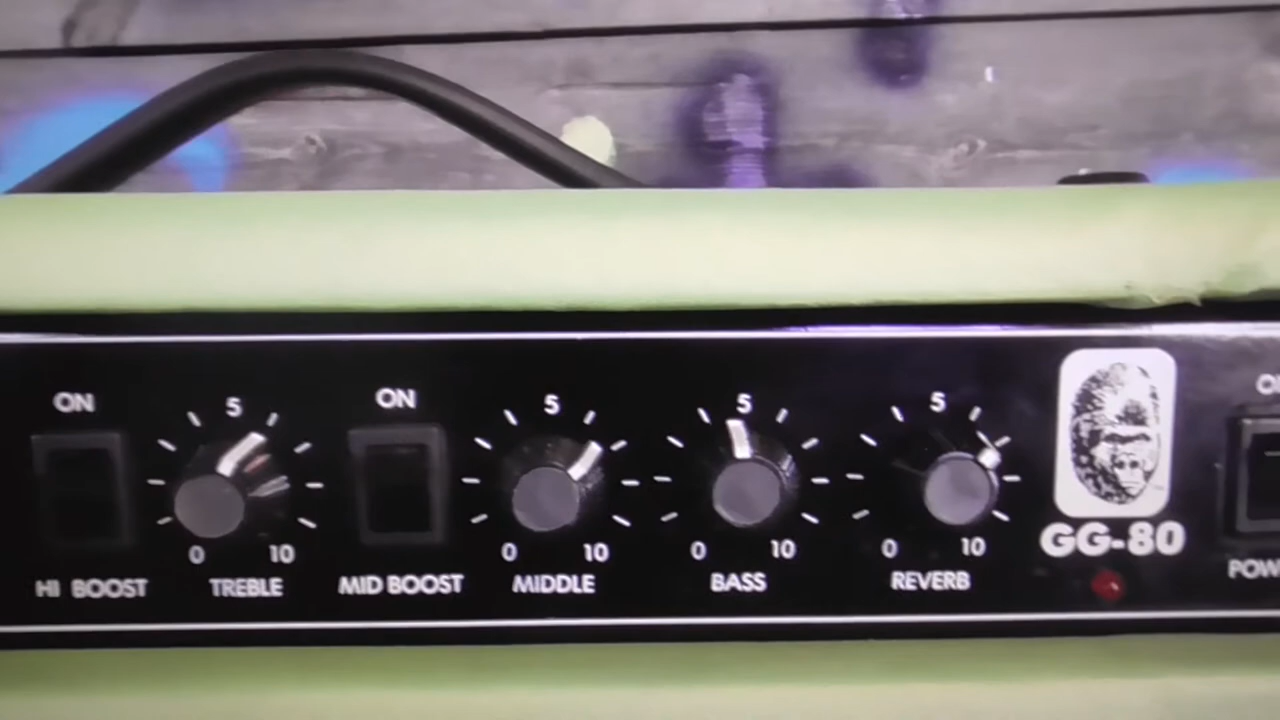 ON
5
0 10
HI BOOST
TREBLE
ON
MID BOOST
5
0 10
MIDDLE
5
0 10
BASS
5
0 10
REVERB
GG-80